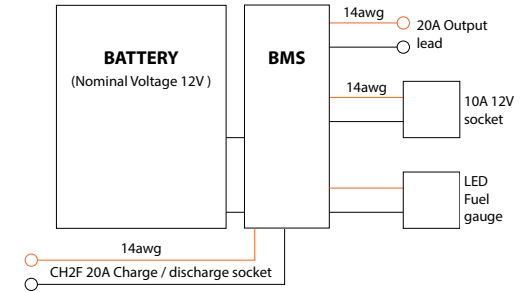 BATTERY
(Nominal Voltage 12V )
BMS
14awg
20A Output
lead
14awg
10A 12V
socket
LED
Fuel
gauge
14awg
CH2F 20A Charge / discharge socket